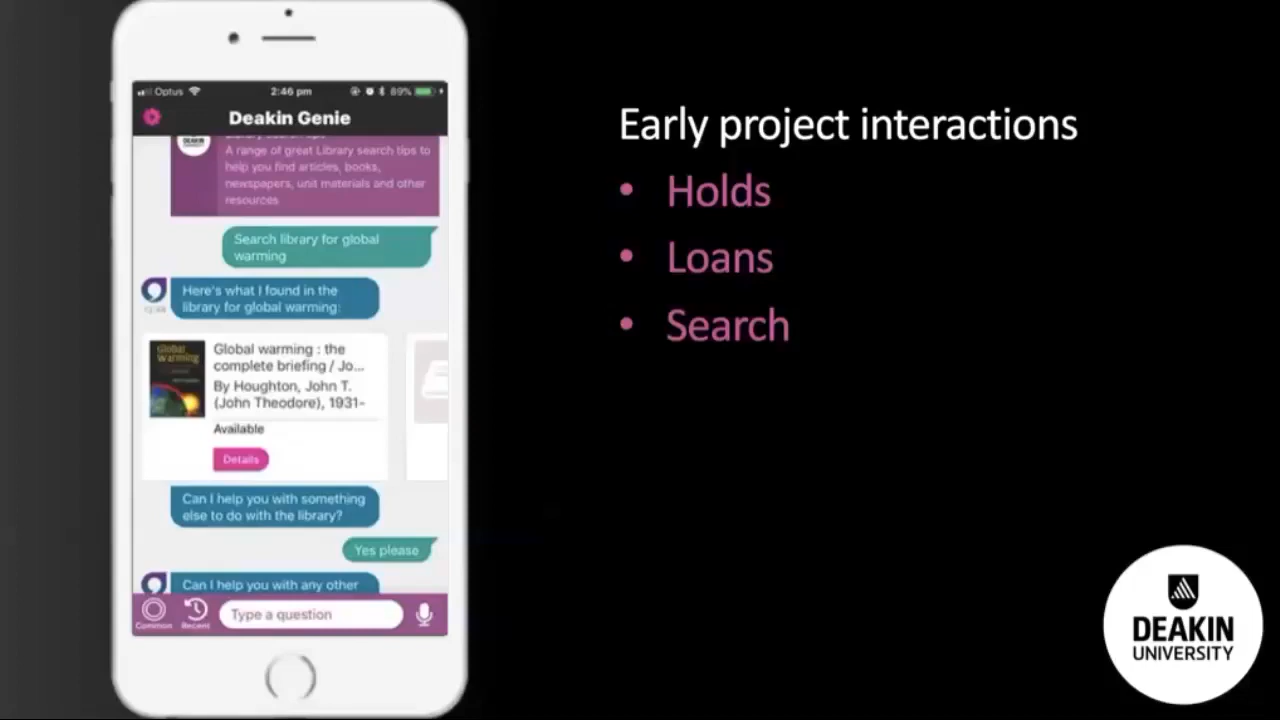 Optus
2:46 pm
89%
Deakin Genie
A range of great Library search tips to
help you find articles, books,
newspapers, unit materials and other
resources
Search library for global
warming
Here's what I found in the
library for global warming:
Global
warming
Global warming : the
complete briefing / Jo...
By Houghton, John T.
(John Theodore), 1931-
Available
Details
Can I help you with something
else to do with the library?
Yes please
Can I help you with any other
Common
Recent
Type a question
Early project interactions
• Holds
• Loans
• Search
DEAKIN
UNIVERSITY